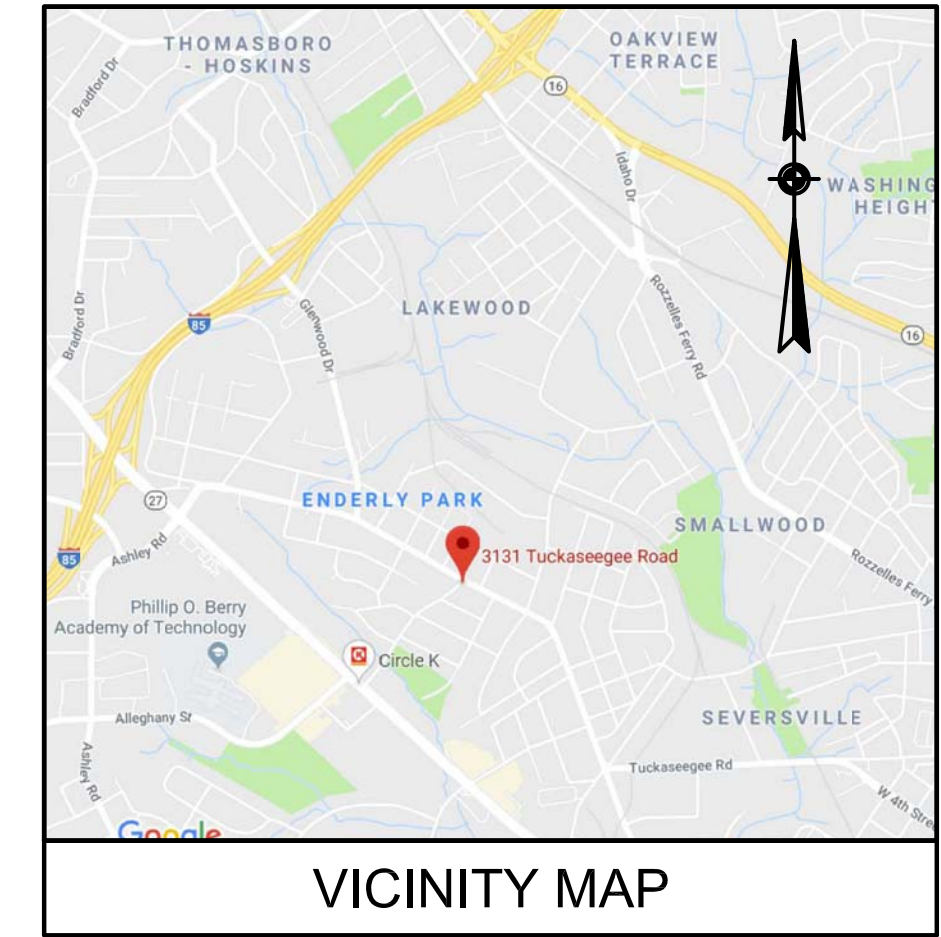 THOMASBORO
- HOSKINS
OAKVIEW
TERRACE
Bradford Dr
16
Idaho Dr
WASHING
HEIGHT
LAKEWOOD
Glenwood Dr
Rozzelles Ferry Rd
Bradford Dr
85
16
27
ENDERLY PARK
SMALLWOOD
Ashley Rd
85
3131 Tuckaseegee Road
Rozzelles Ferry
Phillip O. Berry
Academy of Technology
K
Circle K
Alleghany St
SEVERSVILLE
Ashley Rd
Tuckaseegee Rd
W 4th Stree
Google
VICINITY MAP